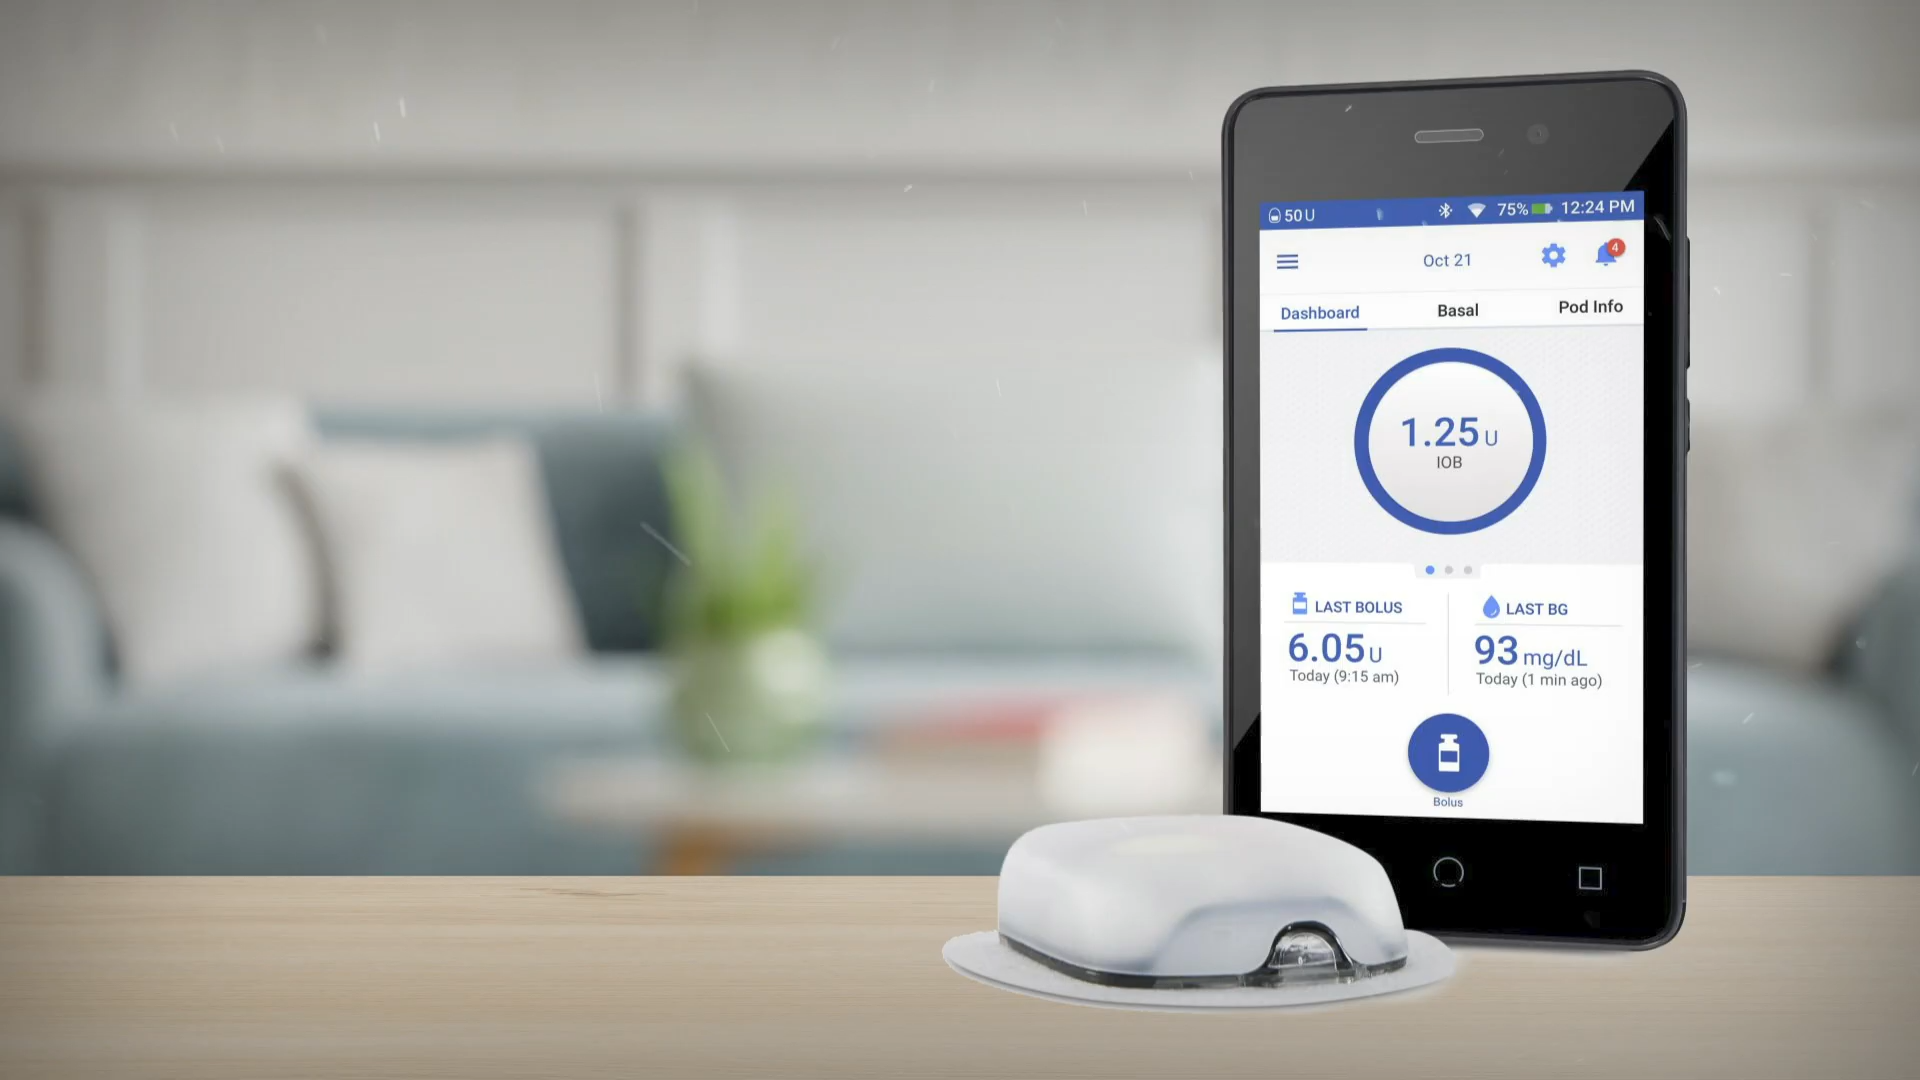 50 U 75% 12:24 PM
Oct 21 4
Dashboard Basal Pod Info
1.25 U
IOB
LAST BOLUS
6.05 U
Today (9:15 am)
LAST BG
93 mg/dL
Today (1 min ago)
Bolus